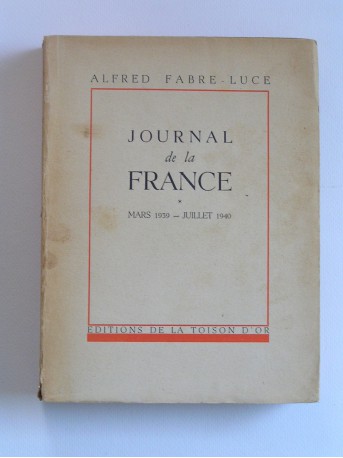 ALFRED FABRE-LUCE
JOURNAL
de la
FRANCE
*
MARS 1939 — JUILLET 1940
EDITIONS DE LA TOISON D'OR